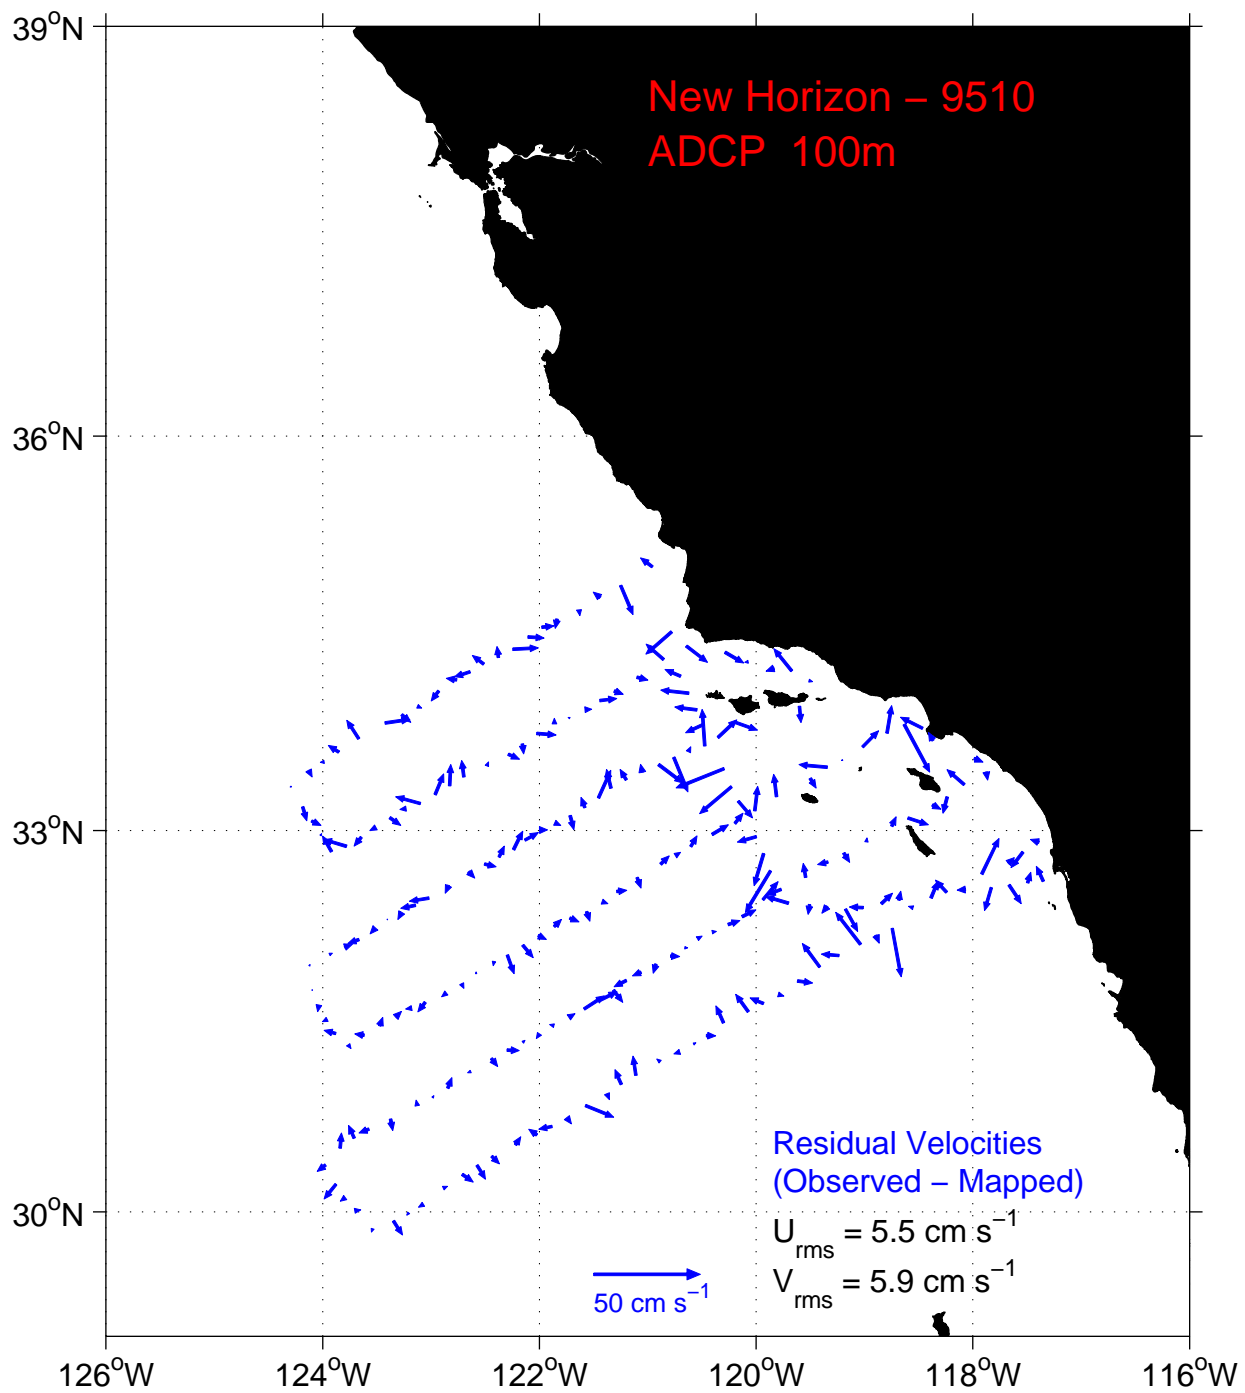 39°N
New Horizon – 9510
ADCP 100m
36°N
33°N
30°N
Residual Velocities
(Observed – Mapped)
U_rms = 5.5 cm s⁻¹
V_rms = 5.9 cm s⁻¹
50 cm s⁻¹
126°W 124°W 122°W 120°W 118°W 116°W